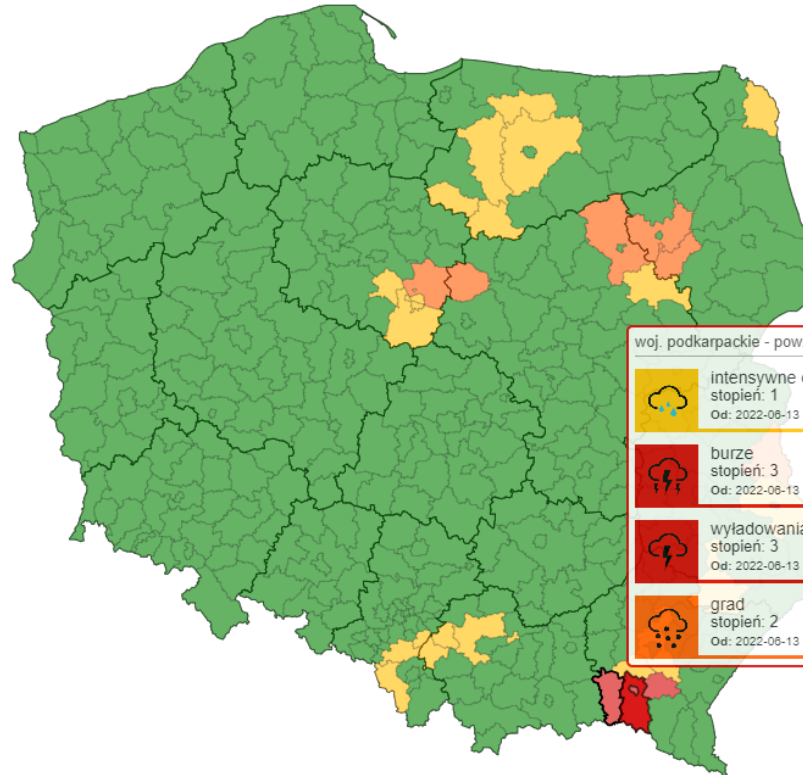 woj. podkarpackie - pow
intensywne
stopień: 1
Od: 2022-06-13
burze
stopień: 3
Od: 2022-06-13
wyładowania
stopień: 3
Od: 2022-06-13
grad
stopień: 2
Od: 2022-06-13